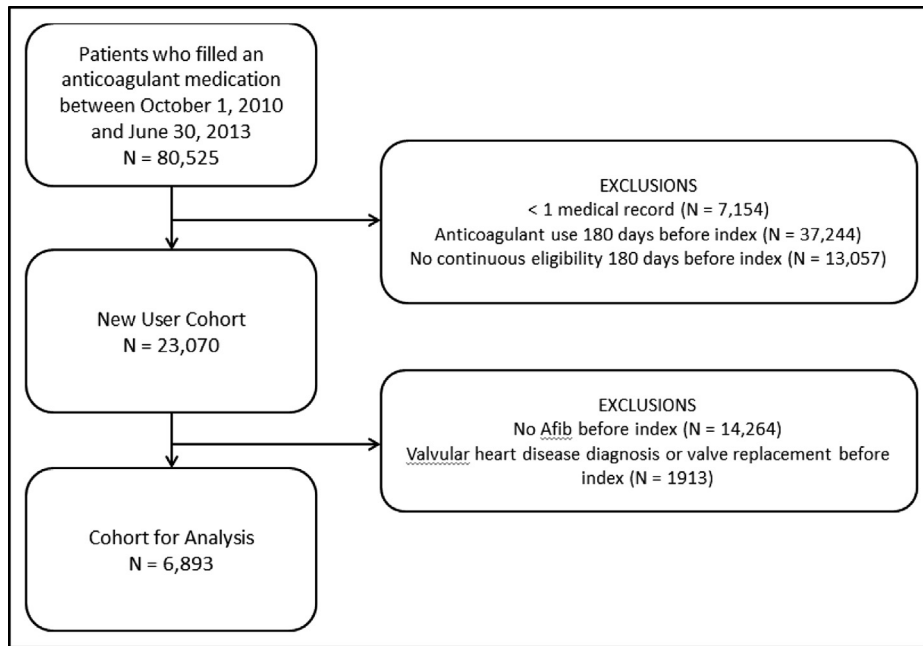 Patients who filled an
anticoagulant medication
between October 1, 2010
and June 30, 2013
N = 80,525
EXCLUSIONS
< 1 medical record (N = 7,154)
Anticoagulant use 180 days before index (N = 37,244)
No continuous eligibility 180 days before index (N = 13,057)
New User Cohort
N = 23,070
EXCLUSIONS
No Afib before index (N = 14,264)
Valvular heart disease diagnosis or valve replacement before
index (N = 1913)
Cohort for Analysis
N = 6,893